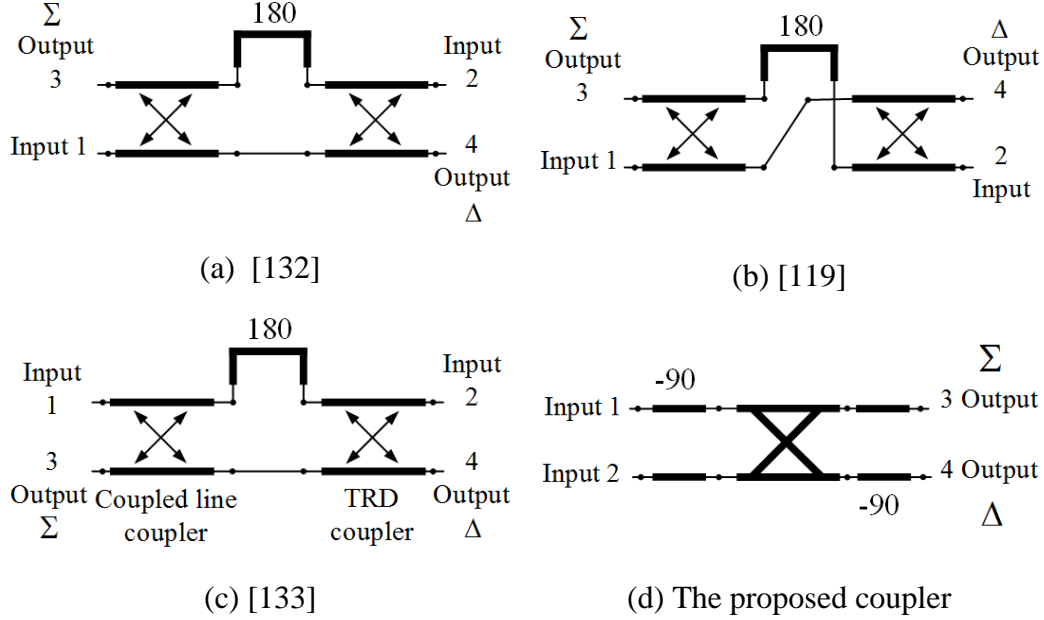 Σ
Output
3
180
Input
2
Input 1
4
Output
Δ
(a) [132]
Σ
Output
3
180
Δ
Output
4
Input 1
2
Input
(b) [119]
Input
1
180
Input
2
3
Output
Σ
Coupled line
coupler
TRD
coupler
4
Output
Δ
(c) [133]
-90
Σ
Input 1
3 Output
Input 2
4 Output
-90
Δ
(d) The proposed coupler